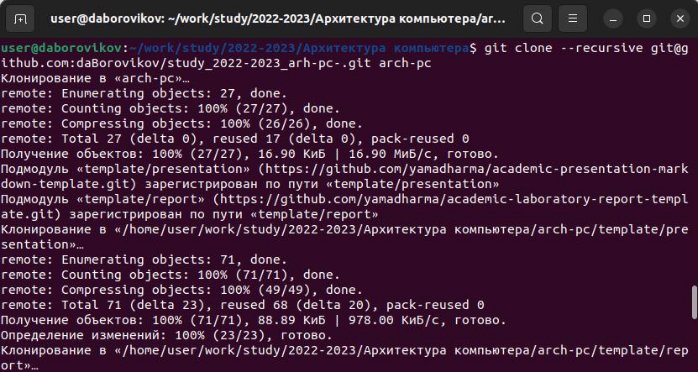 user@daborovikov: ~/work/study/2022-2023/Архитектура компьютера/ar...
user@daborovikov:~/work/study/2022-2023/Архитектура компьютера$ git clone --recursive git@g
ithub.com:daBorovikov/study_2022-2023_arh-pc-.git arch-pc
Клонирование в «arch-pc»…
remote: Enumerating objects: 27, done.
remote: Counting objects: 100% (27/27), done.
remote: Compressing objects: 100% (26/26), done.
remote: Total 27 (delta 0), reused 17 (delta 0), pack-reused 0
Получение объектов: 100% (27/27), 16.90 КиБ | 16.90 МиБ/с, готово.
Подмодуль «template/presentation» (https://github.com/yamadharma/academic-presentation-mark
down-template.git) зарегистрирован по пути «template/presentation»
Подмодуль «template/report» (https://github.com/yamadharma/academic-laboratory-report-templ
ate.git) зарегистрирован по пути «template/report»
Клонирование в «/home/user/work/study/2022-2023/Архитектура компьютера/arch-pc/template/pre
sentation»…
remote: Enumerating objects: 71, done.
remote: Counting objects: 100% (71/71), done.
remote: Compressing objects: 100% (49/49), done.
remote: Total 71 (delta 23), reused 68 (delta 20), pack-reused 0
Получение объектов: 100% (71/71), 88.89 КиБ | 978.00 КиБ/с, готово.
Определение изменений: 100% (23/23), готово.
Клонирование в «/home/user/work/study/2022-2023/Архитектура компьютера/arch-pc/template/rep
ort»…